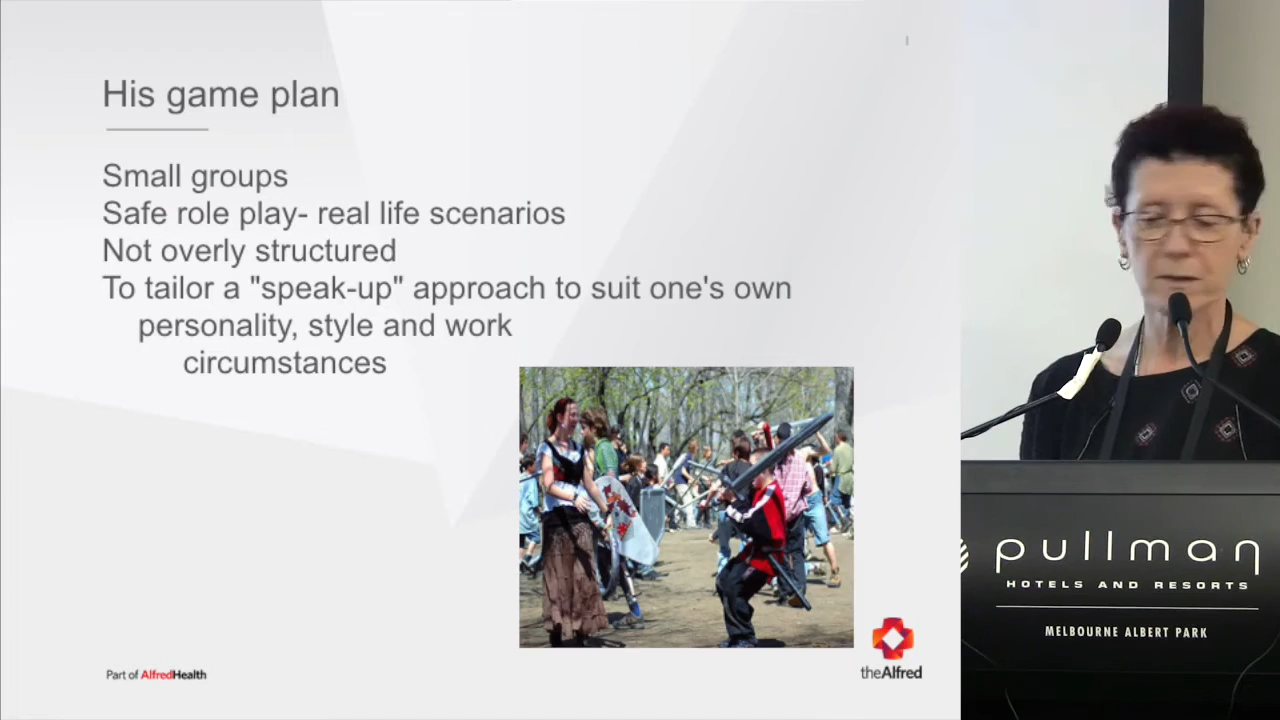 His game plan
Small groups
Safe role play- real life scenarios
Not overly structured
To tailor a "speak-up" approach to suit one's own
personality, style and work
circumstances
Part of AlfredHealth
theAlfred
pullman
HOTELS AND RESORTS
MELBOURNE ALBERT PARK